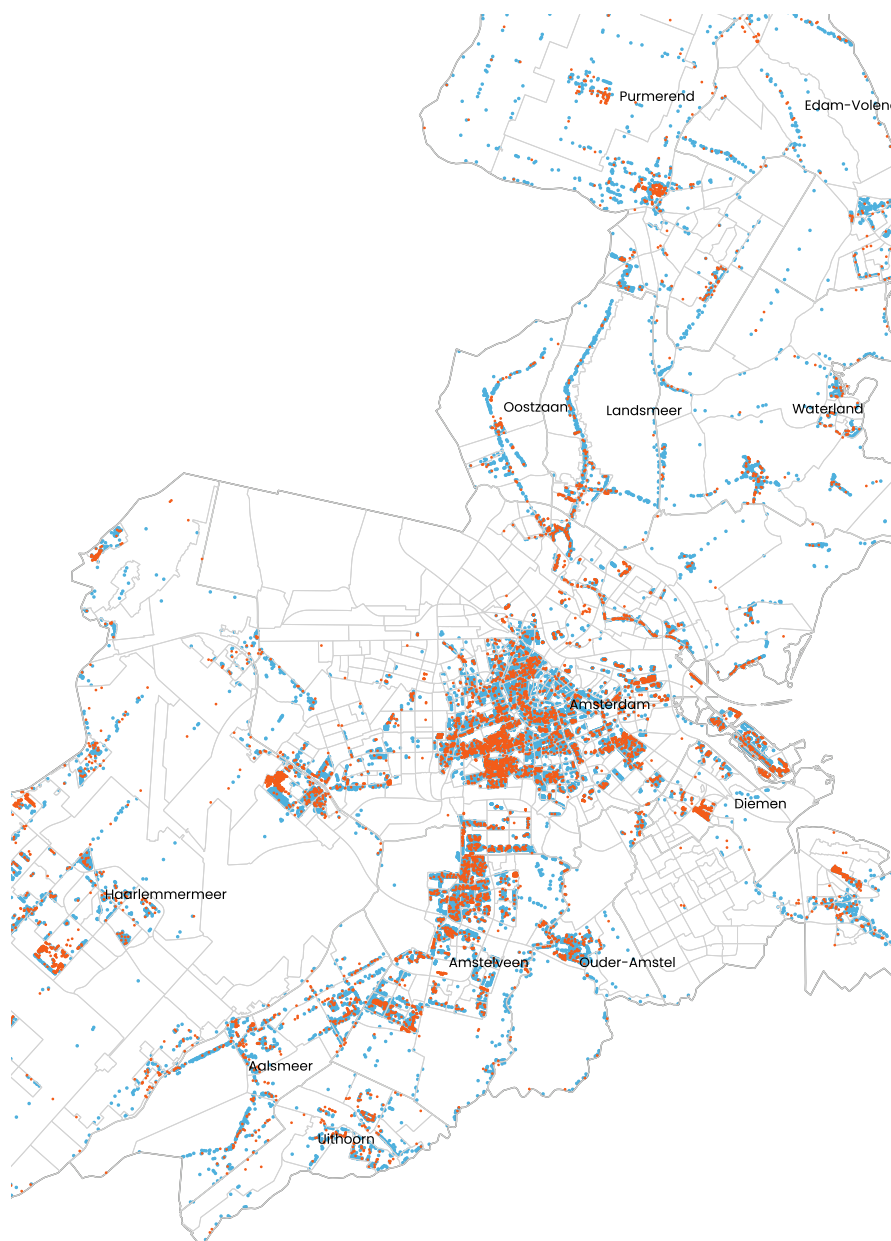 Purmerend
Edam-Volen
Oostzaan
Landsmeer
Waterland
Amsterdam
Diemen
Haarlemmermeer
Amstelveen
Ouder-Amstel
Aalsmeer
Uithoorn